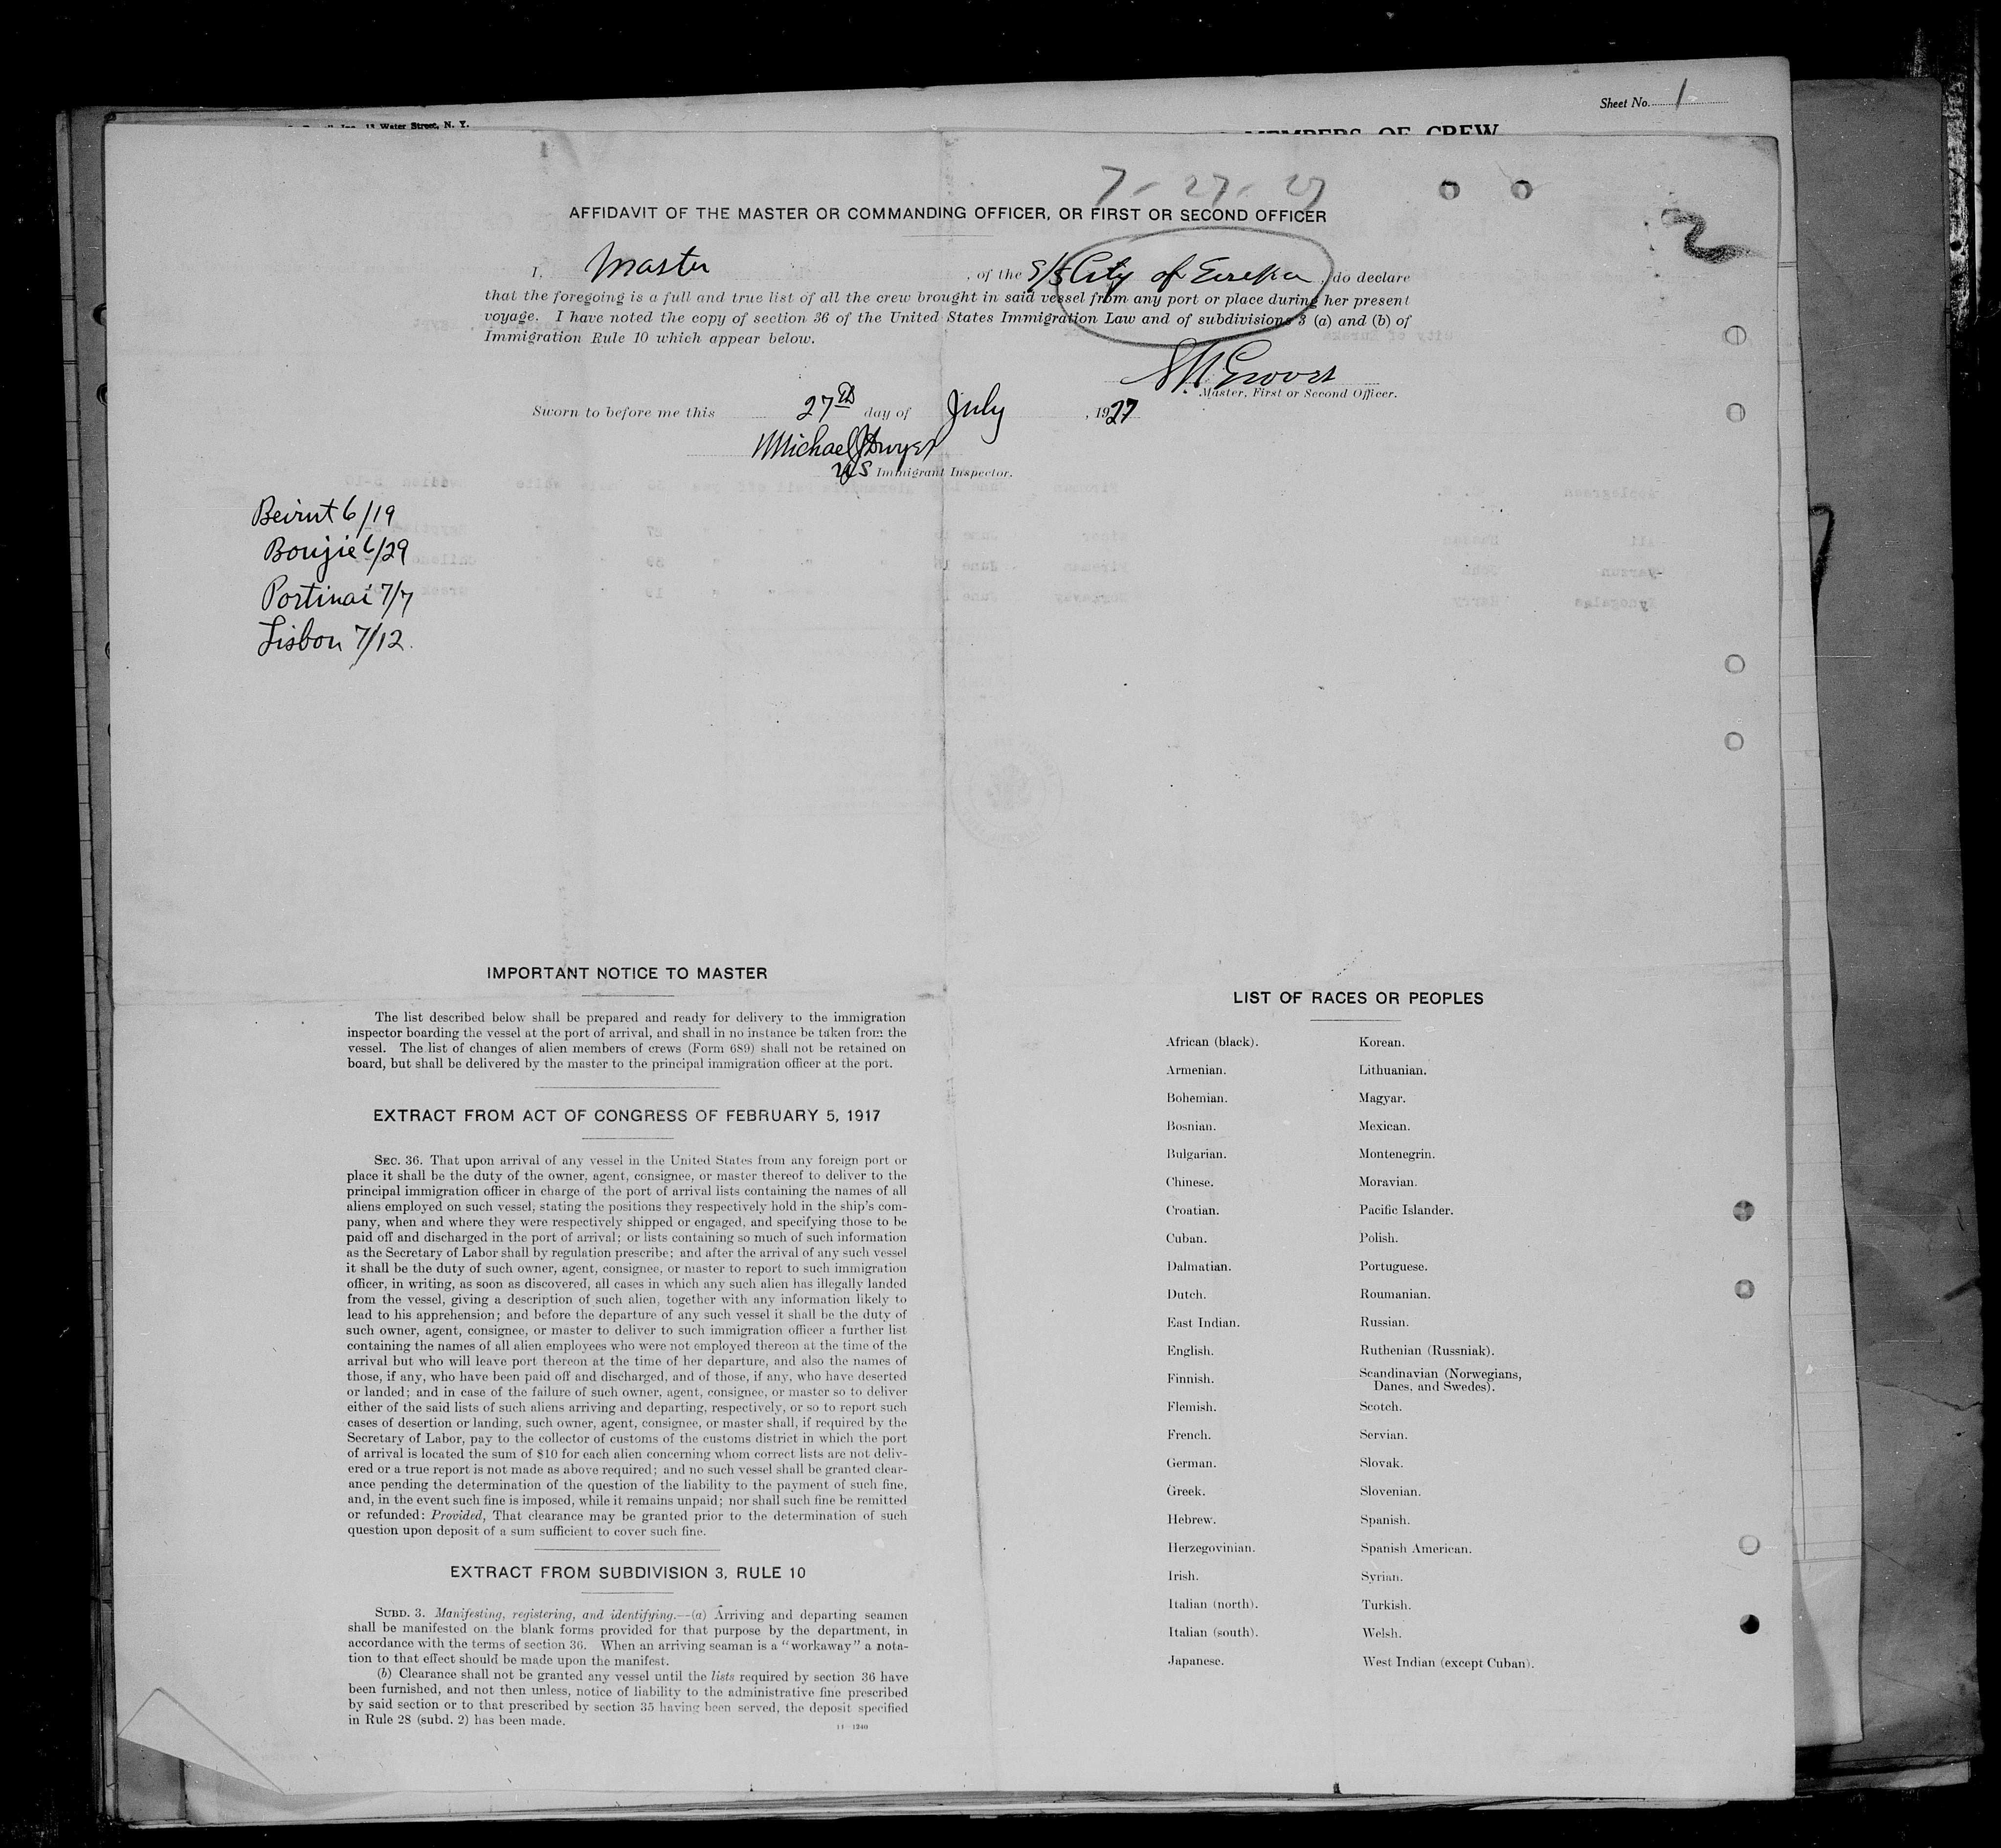 Sheet No. 1
Water Street, N. Y.
MEMBERS OF CREW
7-27-27
2
AFFIDAVIT OF THE MASTER OR COMMANDING OFFICER, OR FIRST OR SECOND OFFICER
I, Master, of the S/S City of Eureka, do declare
that the foregoing is a full and true list of all the crew brought in said vessel from any port or place during her present
voyage. I have noted the copy of section 36 of the United States Immigration Law and of subdivisions 3 (a) and (b) of
Immigration Rule 10 which appear below.
Master, First or Second Officer.
Sworn to before me this 27th day of July, 1927
Michael J Dwyer
US Immigrant Inspector.
Beirut 6/19
Boujie 6/29
Portinai 7/7
Lisbon 7/12.
IMPORTANT NOTICE TO MASTER
The list described below shall be prepared and ready for delivery to the immigration
inspector boarding the vessel at the port of arrival, and shall in no instance be taken from the
vessel. The list of changes of alien members of crews (Form 689) shall not be retained on
board, but shall be delivered by the master to the principal immigration officer at the port.
EXTRACT FROM ACT OF CONGRESS OF FEBRUARY 5, 1917
SEC. 36. That upon arrival of any vessel in the United States from any foreign port or
place it shall be the duty of the owner, agent, consignee, or master thereof to deliver to the
principal immigration officer in charge of the port of arrival lists containing the names of all
aliens employed on such vessel, stating the positions they respectively hold in the ship's com-
pany, when and where they were respectively shipped or engaged, and specifying those to be
paid off and discharged in the port of arrival; or lists containing so much of such information
as the Secretary of Labor shall by regulation prescribe; and after the arrival of any such vessel
it shall be the duty of such owner, agent, consignee, or master to report to such immigration
officer, in writing, as soon as discovered, all cases in which any such alien has illegally landed
from the vessel, giving a description of such alien, together with any information likely to
lead to his apprehension; and before the departure of any such vessel it shall be the duty of
such owner, agent, consignee, or master to deliver to such immigration officer a further list
containing the names of all alien employees who were not employed thereon at the time of the
arrival but who will leave port thereon at the time of her departure, and also the names of
those, if any, who have been paid off and discharged, and of those, if any, who have deserted
or landed; and in case of the failure of such owner, agent, consignee, or master so to deliver
either of the said lists of such aliens arriving and departing, respectively, or so to report such
cases of desertion or landing, such owner, agent, consignee, or master shall, if required by the
Secretary of Labor, pay to the collector of customs of the customs district in which the port
of arrival is located the sum of $10 for each alien concerning whom correct lists are not deliv-
ered or a true report is not made as above required; and no such vessel shall be granted clear-
ance pending the determination of the question of the liability to the payment of such fine,
and, in the event such fine is imposed, while it remains unpaid; nor shall such fine be remitted
or refunded: Provided, That clearance may be granted prior to the determination of such
question upon deposit of a sum sufficient to cover such fine.
EXTRACT FROM SUBDIVISION 3, RULE 10
SUBD. 3. Manifesting, registering, and identifying.—(a) Arriving and departing seamen
shall be manifested on the blank forms provided for that purpose by the department, in
accordance with the terms of section 36. When an arriving seaman is a "workaway" a nota-
tion to that effect should be made upon the manifest.
(b) Clearance shall not be granted any vessel until the lists required by section 36 have
been furnished, and not then unless, notice of liability to the administrative fine prescribed
by said section or to that prescribed by section 35 having been served, the deposit specified
in Rule 28 (subd. 2) has been made.
11—1240
LIST OF RACES OR PEOPLES
African (black). Korean.
Armenian. Lithuanian.
Bohemian. Magyar.
Bosnian. Mexican.
Bulgarian. Montenegrin.
Chinese. Moravian.
Croatian. Pacific Islander.
Cuban. Polish.
Dalmatian. Portuguese.
Dutch. Roumanian.
East Indian. Russian.
English. Ruthenian (Russniak).
Finnish. Scandinavian (Norwegians,
Danes, and Swedes).
Flemish. Scotch.
French. Servian.
German. Slovak.
Greek. Slovenian.
Hebrew. Spanish.
Herzegovinian. Spanish American.
Irish. Syrian.
Italian (north). Turkish.
Italian (south). Welsh.
Japanese. West Indian (except Cuban).